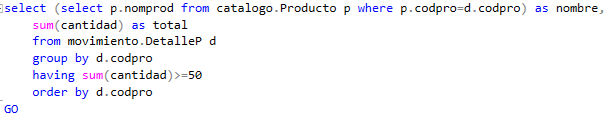 select (select p.nomprod from catalogo.Producto p where p.codpro=d.codpro) as nombre,
sum(cantidad) as total
from movimiento.DetalleP d
group by d.codpro
having sum(cantidad)>=50
order by d.codpro
GO